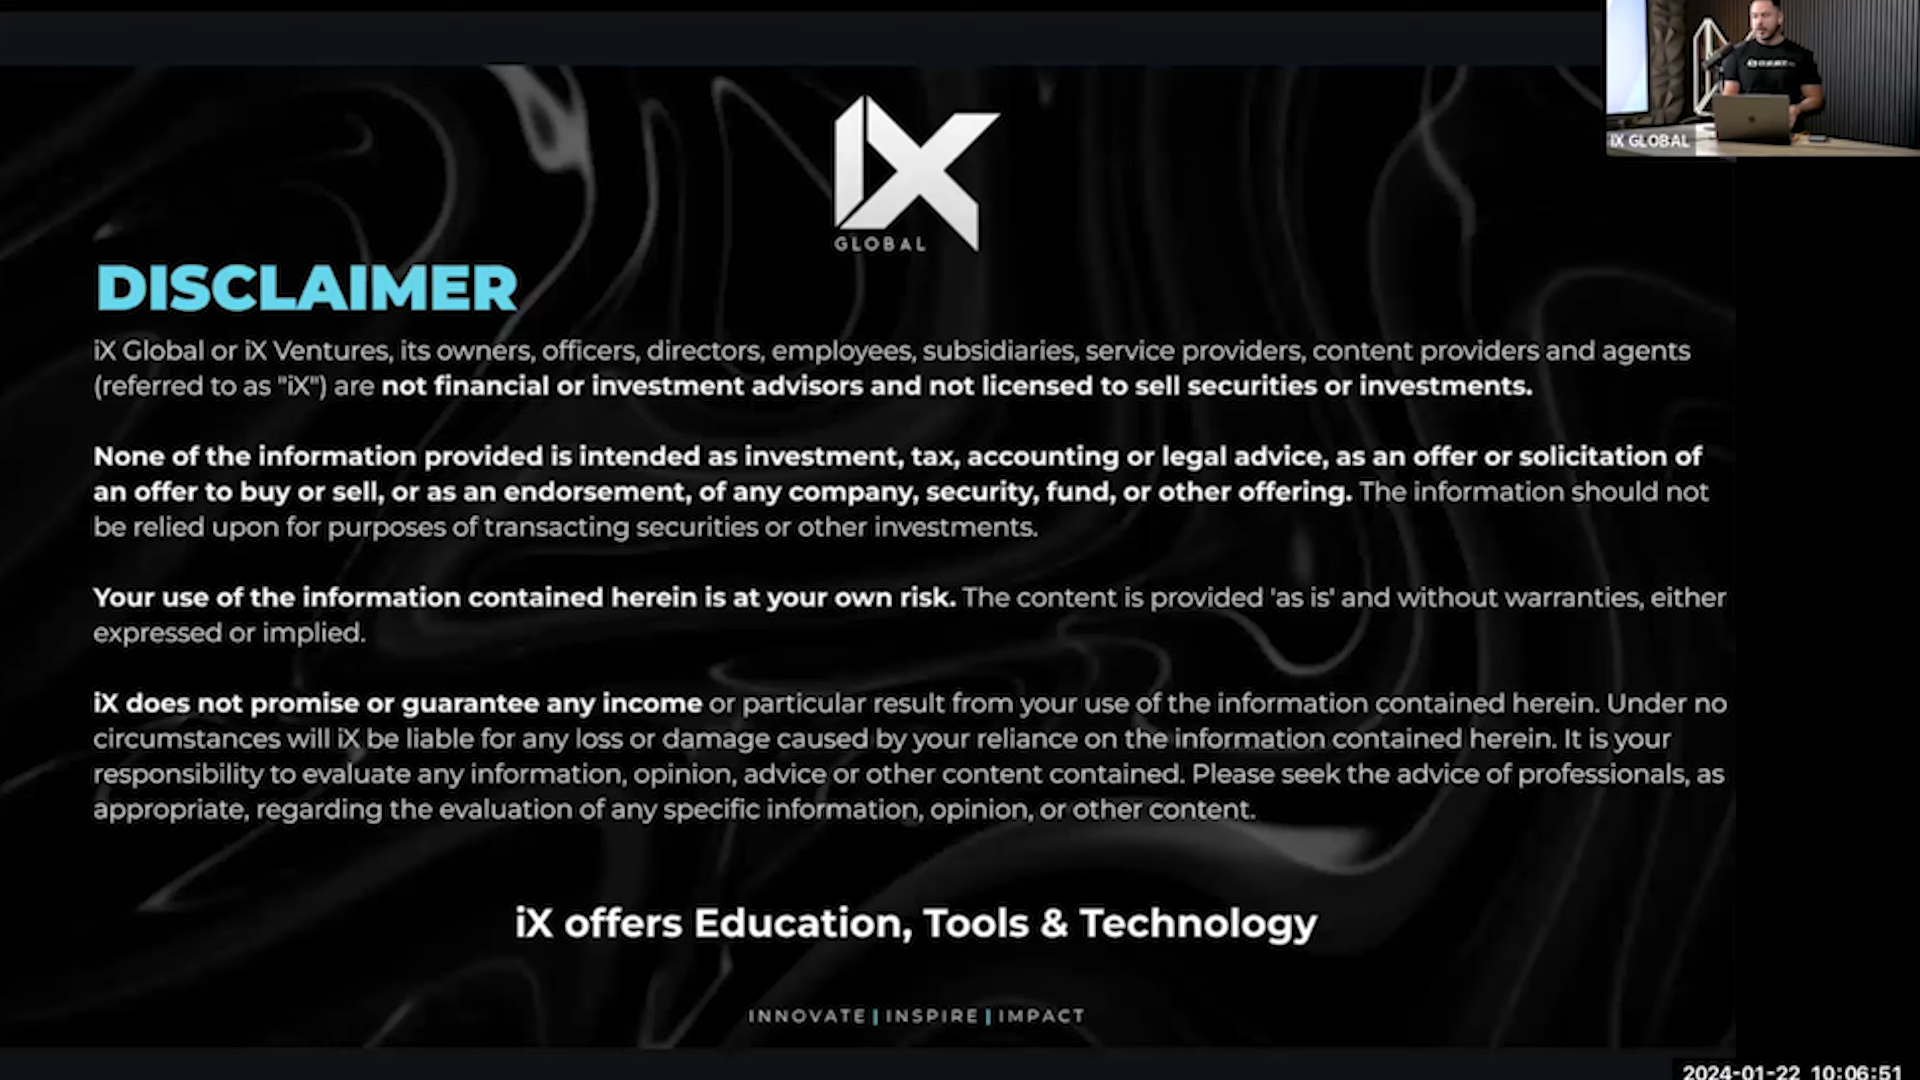 IX
GLOBAL
IX GLOBAL
DISCLAIMER
iX Global or iX Ventures, its owners, officers, directors, employees, subsidiaries, service providers, content providers and agents
(referred to as "iX") are not financial or investment advisors and not licensed to sell securities or investments.
None of the information provided is intended as investment, tax, accounting or legal advice, as an offer or solicitation of
an offer to buy or sell, or as an endorsement, of any company, security, fund, or other offering. The information should not
be relied upon for purposes of transacting securities or other investments.
Your use of the information contained herein is at your own risk. The content is provided 'as is' and without warranties, either
expressed or implied.
iX does not promise or guarantee any income or particular result from your use of the information contained herein. Under no
circumstances will iX be liable for any loss or damage caused by your reliance on the information contained herein. It is your
responsibility to evaluate any information, opinion, advice or other content contained. Please seek the advice of professionals, as
appropriate, regarding the evaluation of any specific information, opinion, or other content.
iX offers Education, Tools & Technology
INNOVATE | INSPIRE | IMPACT
2024-01-22 10:06:51